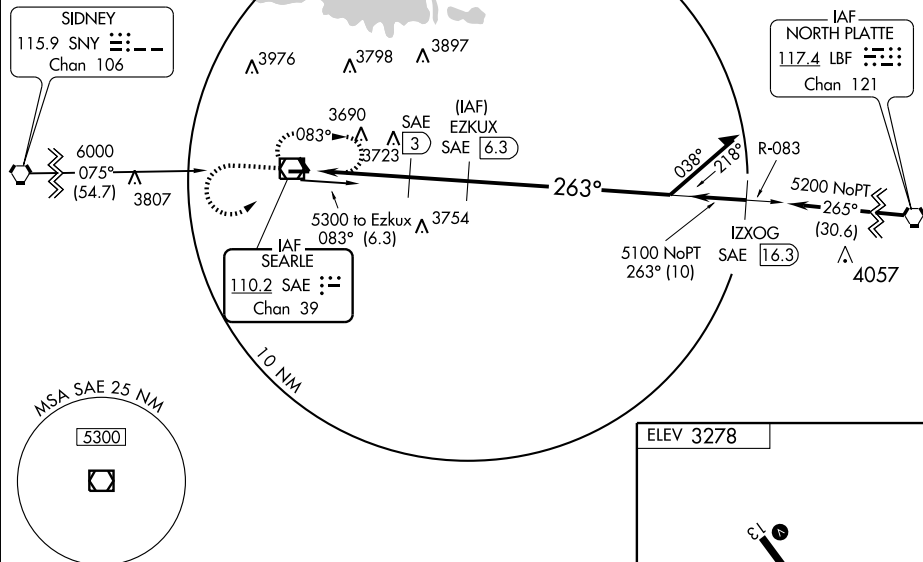 SIDNEY
115.9 SNY
Chan 106
6000
075°
(54.7)
3807
3976
3798
3897
3690
083°
3723
SAE
3
(IAF)
EZKUX
SAE 6.3
263°
038°
218°
R-083
IAF
NORTH PLATTE
117.4 LBF
Chan 121
5200 NoPT
265°
(30.6)
4057
IZXOG
SAE 16.3
5100 NoPT
263° (10)
5300 to Ezkux
083° (6.3)
3754
IAF
SEARLE
110.2 SAE
Chan 39
10 NM
MSA SAE 25 NM
5300
ELEV 3278
13
V